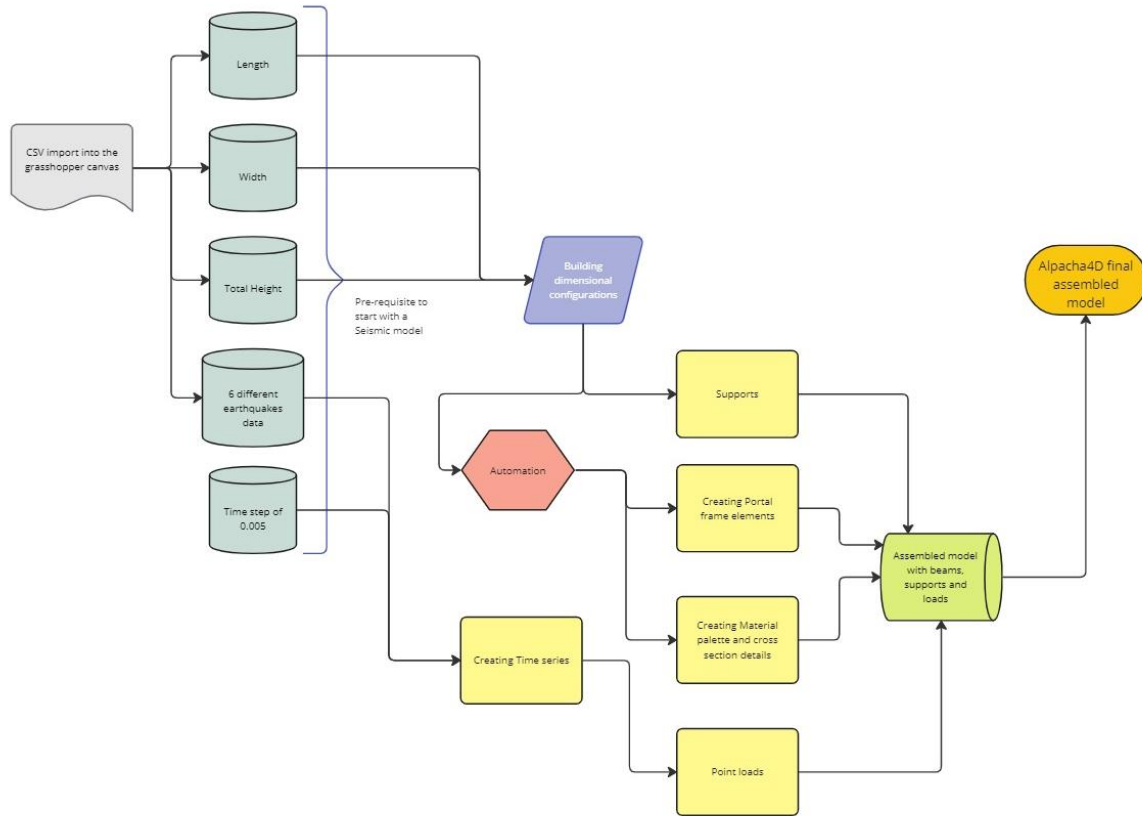 Length
CSV import into the
grasshopper canvas
Width
Total Height
Pre-requisite to
start with a
Seismic model
Building
dimensional
configurations
Alpacha4D final
assembled
model
6 different
earthquakes
data
Supports
Automation
Time step of
0.005
Creating Portal
frame elements
Assembled model
with beams,
supports and
loads
Creating Material
palette and cross
section details
Creating Time series
Point loads